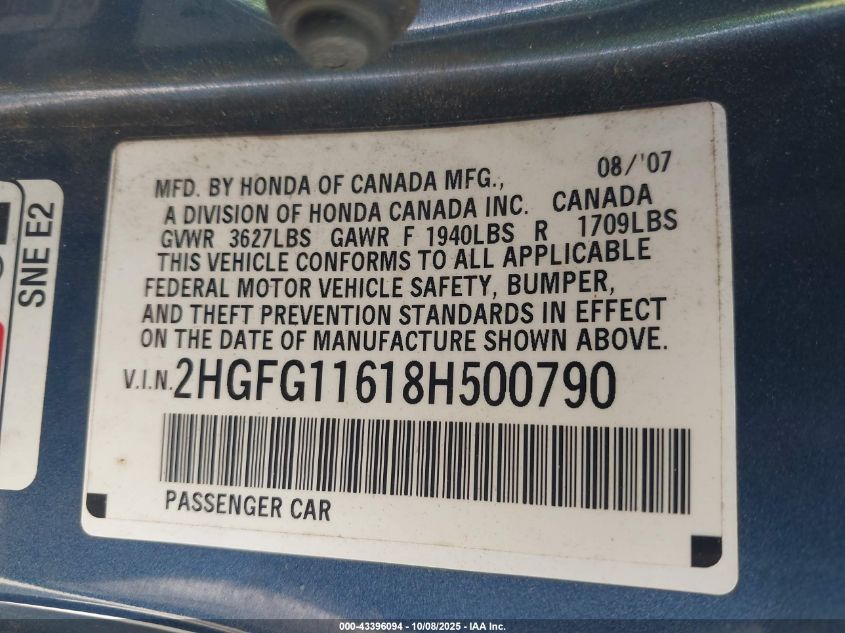 MFD. BY HONDA OF CANADA MFG., 08/'07
A DIVISION OF HONDA CANADA INC. CANADA
GVWR 3627LBS GAWR F 1940LBS R 1709LBS
THIS VEHICLE CONFORMS TO ALL APPLICABLE
FEDERAL MOTOR VEHICLE SAFETY, BUMPER,
AND THEFT PREVENTION STANDARDS IN EFFECT
ON THE DATE OF MANUFACTURE SHOWN ABOVE.
V.I.N. 2HGFG11618H500790
PASSENGER CAR
SNE E2
000-43396094 - 10/08/2025 - IAA Inc.